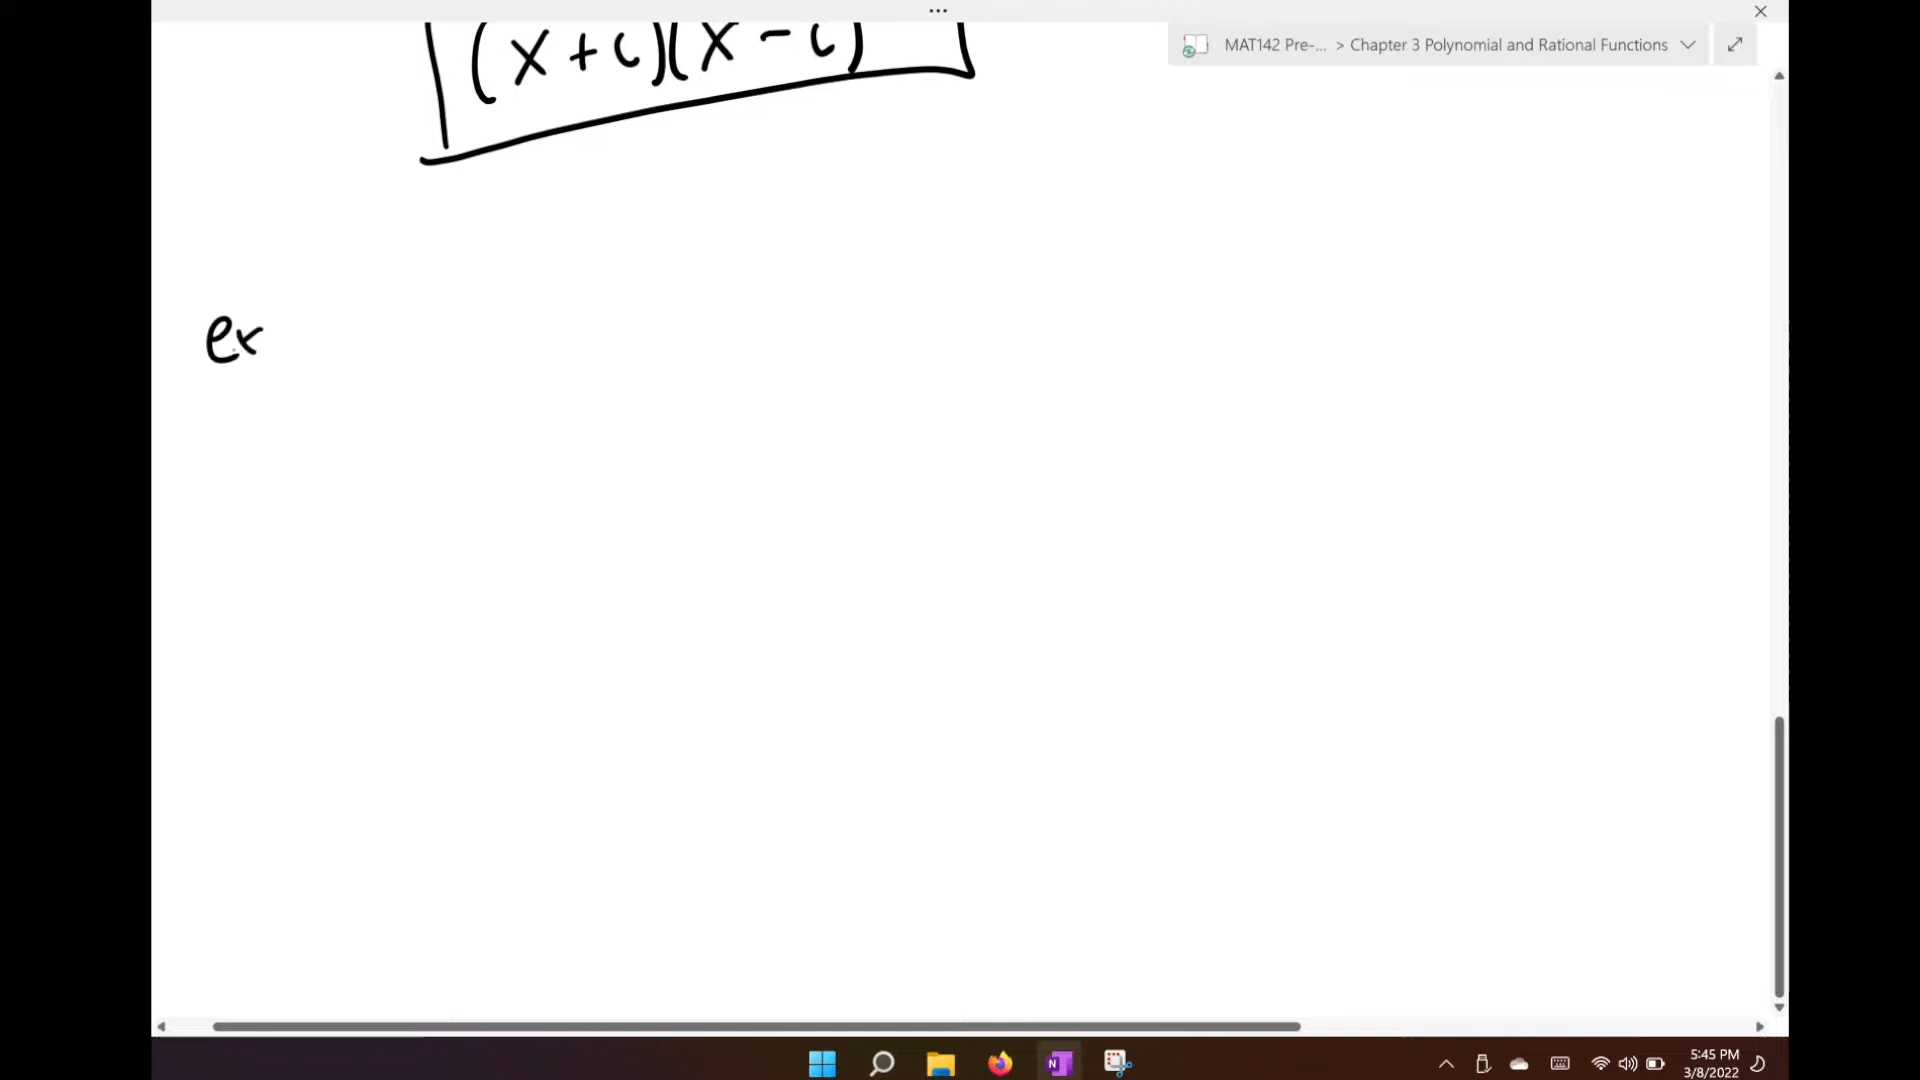 (x+i)(x-i)
MAT142 Pre-... > Chapter 3 Polynomial and Rational Functions
ex
5:45 PM
3/8/2022